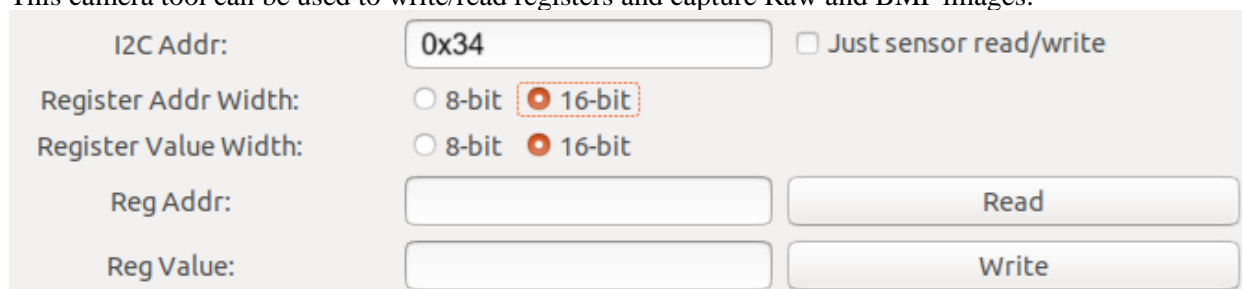 This camera tool can be used to write/read registers and capture Raw and BMP images.
I2C Addr: 0x34 Just sensor read/write
Register Addr Width: 8-bit 16-bit
Register Value Width: 8-bit 16-bit
Reg Addr: Read
Reg Value: Write